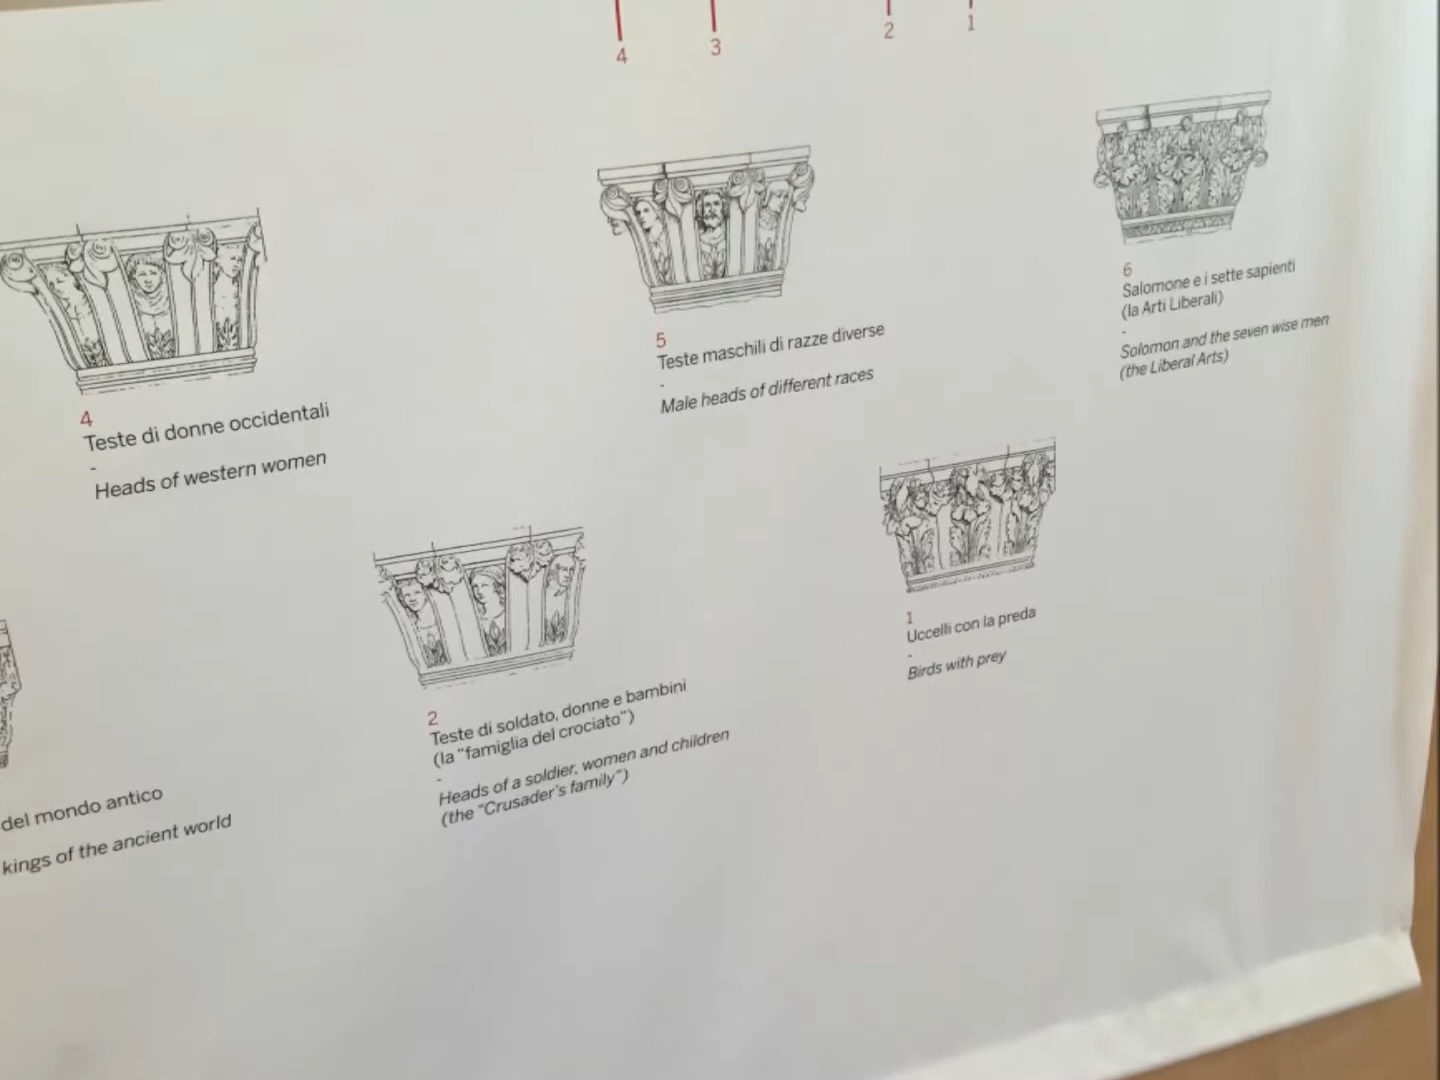 4
3
2
1
6
Salomone e i sette sapienti
(la Arti Liberali)
-
Solomon and the seven wise men
(the Liberal Arts)
5
Teste maschili di razze diverse
-
Male heads of different races
4
Teste di donne occidentali
-
Heads of western women
1
Uccelli con la preda
-
Birds with prey
2
Teste di soldato, donne e bambini
(la "famiglia del crociato")
-
Heads of a soldier, women and children
(the "Crusader's family")
del mondo antico
kings of the ancient world